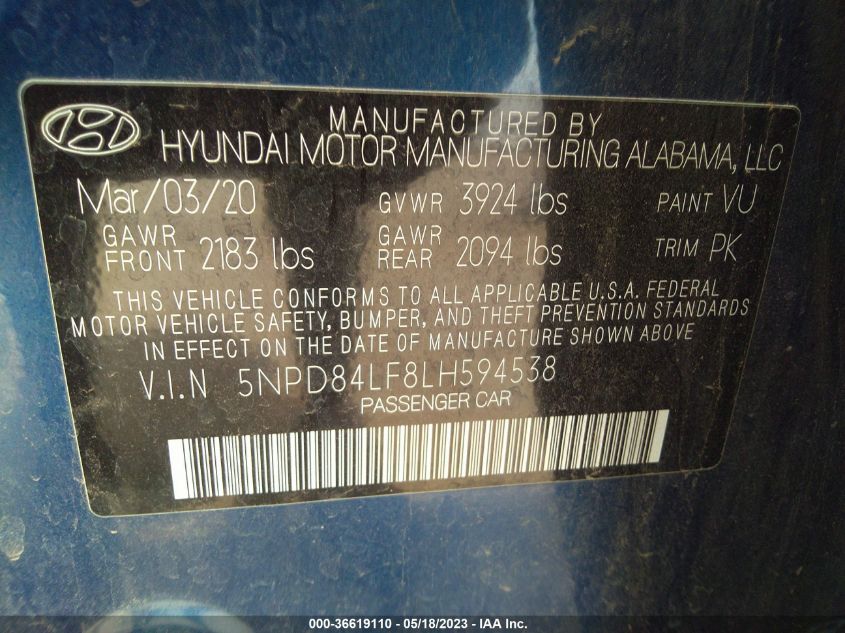 MANUFACTURED BY
HYUNDAI MOTOR MANUFACTURING ALABAMA, LLC
Mar/03/20 GVWR 3924 lbs PAINT VU
GAWR FRONT 2183 lbs GAWR REAR 2094 lbs TRIM PK
THIS VEHICLE CONFORMS TO ALL APPLICABLE U.S.A. FEDERAL
MOTOR VEHICLE SAFETY, BUMPER, AND THEFT PREVENTION STANDARDS
IN EFFECT ON THE DATE OF MANUFACTURE SHOWN ABOVE
V.I.N 5NPD84LF8LH594538
PASSENGER CAR
000-36619110 - 05/18/2023 - IAA Inc.